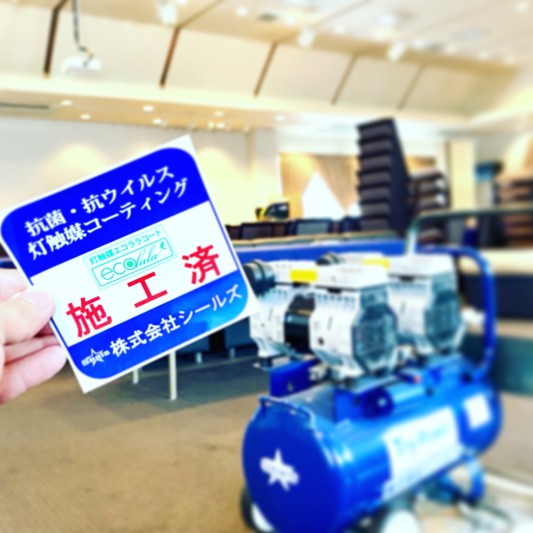 抗菌・抗ウイルス
灯触媒コーティング
灯触媒エコララコート
ecolala
施工済
株式会社シールズ